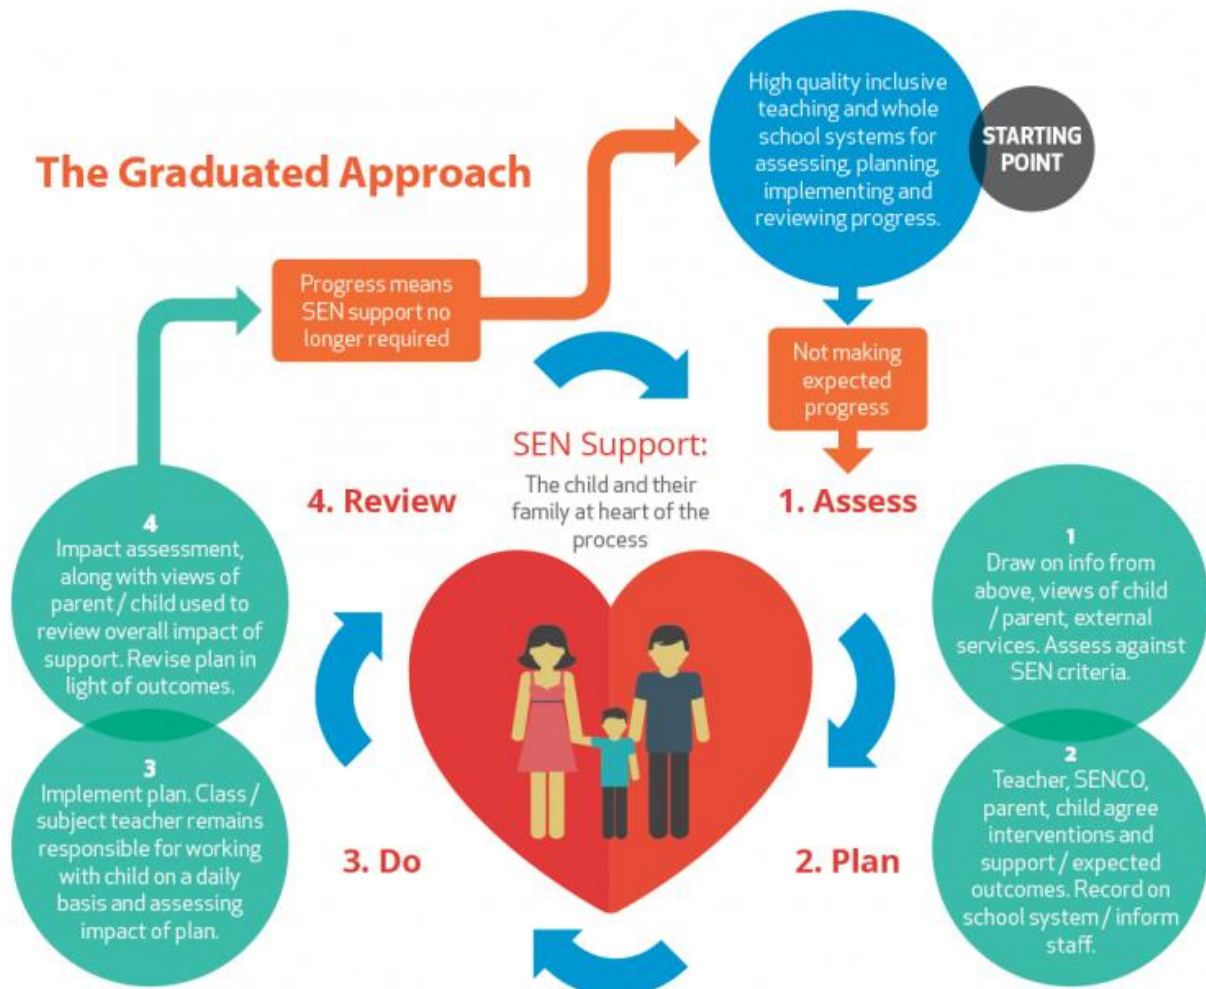 The Graduated Approach
High quality inclusive
teaching and whole
school systems for
assessing, planning,
implementing and
reviewing progress.
STARTING
POINT
Progress means
SEN support no
longer required
Not making
expected
progress
SEN Support:
The child and their
family at heart of the
process
4. Review
1. Assess
4
Impact assessment,
along with views of
parent / child used to
review overall impact of
support. Revise plan in
light of outcomes.
1
Draw on info from
above, views of child
/ parent, external
services. Assess against
SEN criteria.
3
Implement plan. Class /
subject teacher remains
responsible for working
with child on a daily
basis and assessing
impact of plan.
3. Do
2. Plan
2
Teacher, SENCO,
parent, child agree
interventions and
support / expected
outcomes. Record on
school system / inform
staff.